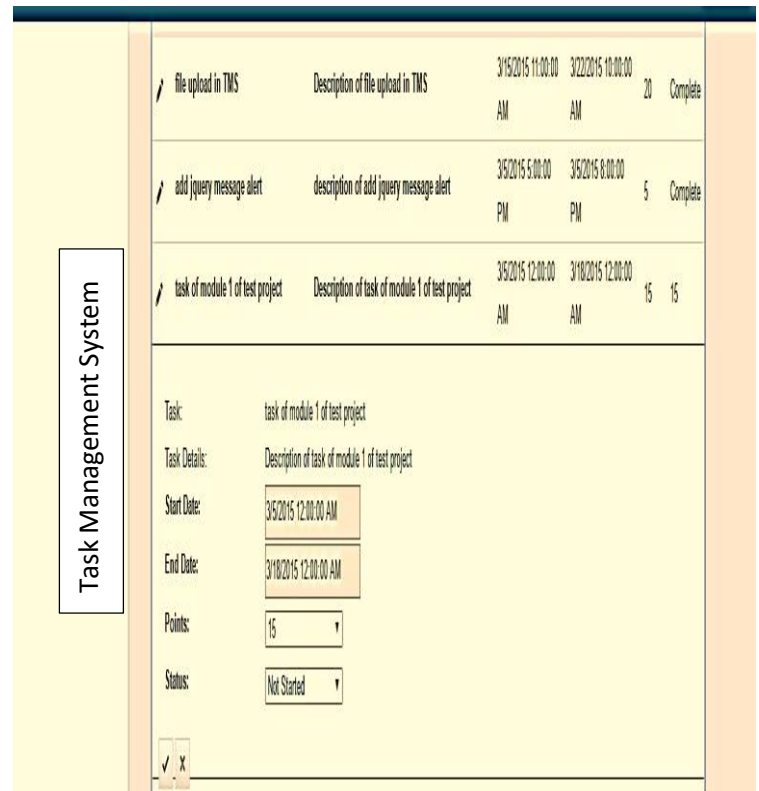 file upload in TMS Description of file upload in TMS 3/15/2015 11:00:00 AM 3/22/2015 10:00:00 AM 20 Complete
add jquery message alert description of add jquery message alert 3/5/2015 5:00:00 PM 3/5/2015 8:00:00 PM 5 Complete
task of module 1 of test project Description of task of module 1 of test project 3/5/2015 12:00:00 AM 3/18/2015 12:00:00 AM 15 15
Task Management System
Task: task of module 1 of test project
Task Details: Description of task of module 1 of test project
Start Date: 3/5/2015 12:00:00 AM
End Date: 3/18/2015 12:00:00 AM
Points: 15
Status: Not Started